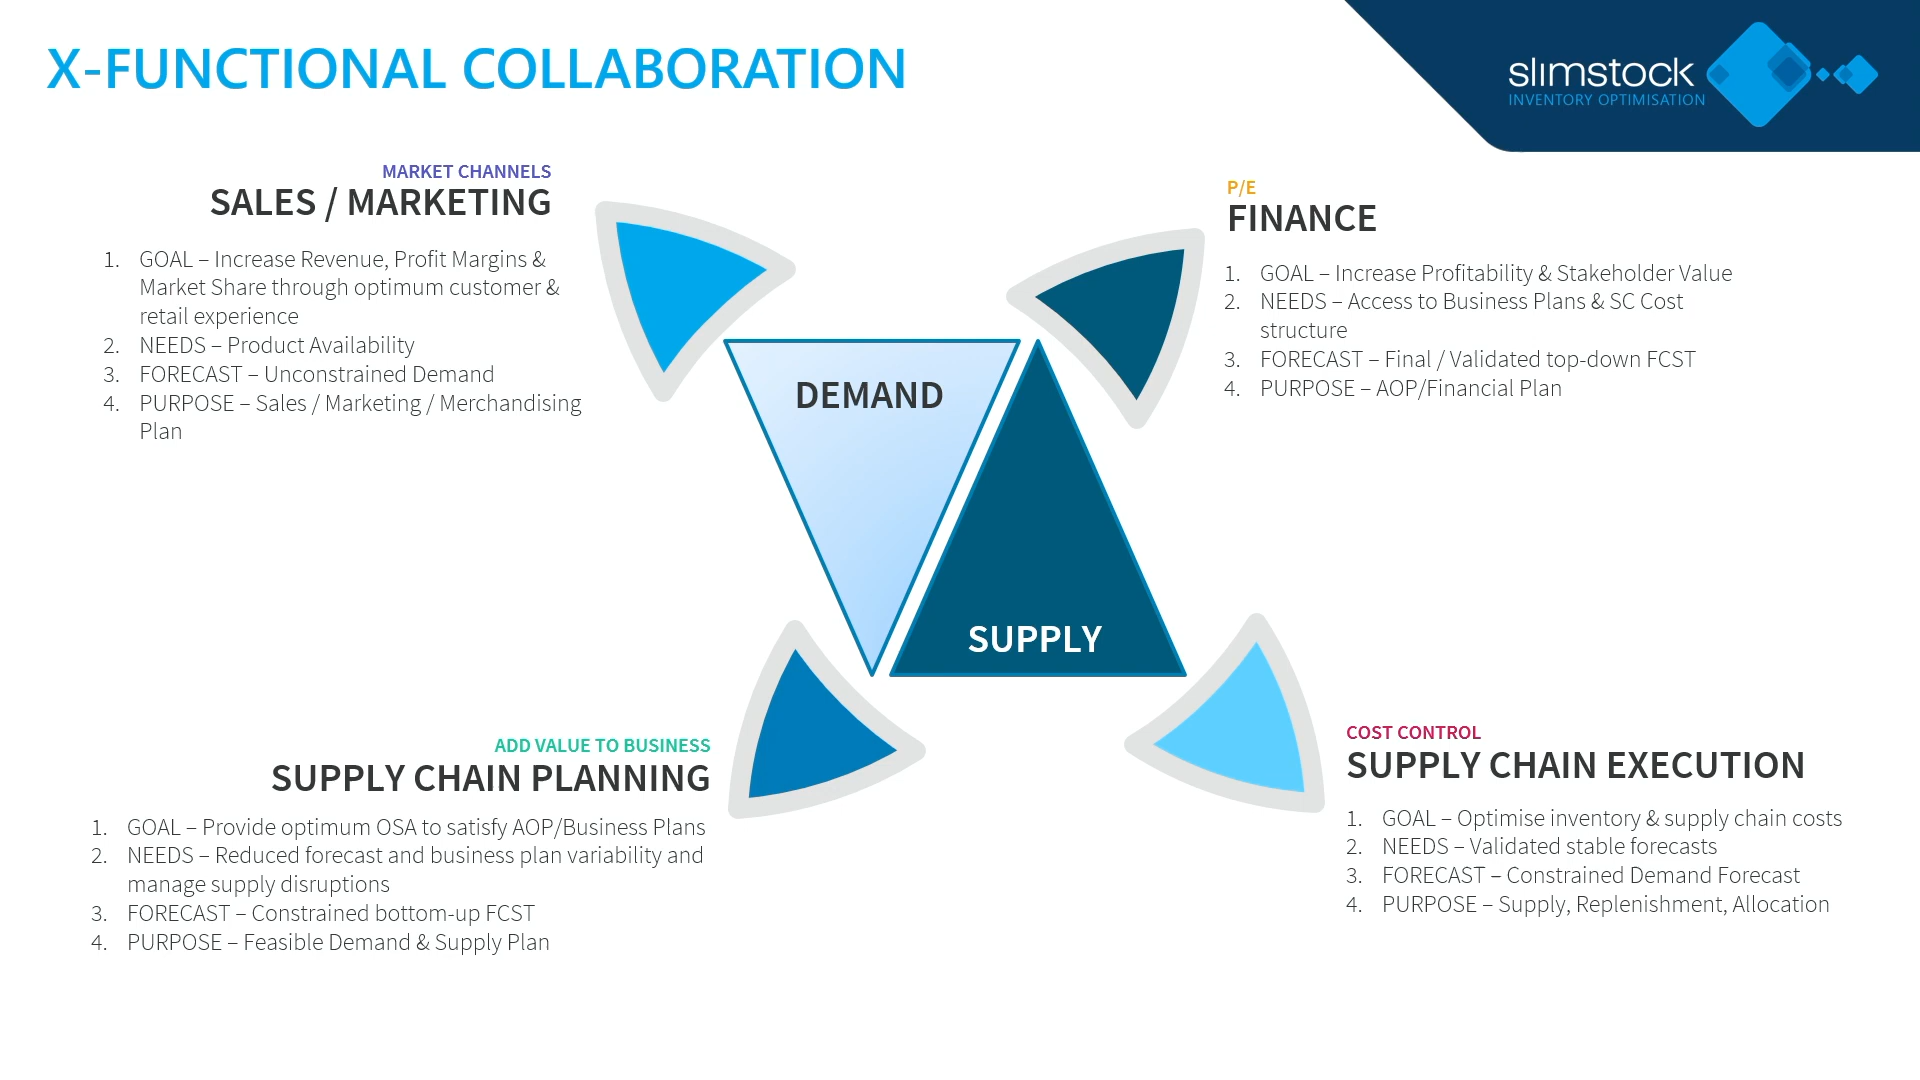 X-FUNCTIONAL COLLABORATION
slimstock
INVENTORY OPTIMISATION
MARKET CHANNELS
SALES / MARKETING
1. GOAL – Increase Revenue, Profit Margins &
Market Share through optimum customer &
retail experience
2. NEEDS – Product Availability
3. FORECAST – Unconstrained Demand
4. PURPOSE – Sales / Marketing / Merchandising
Plan
P/E
FINANCE
1. GOAL – Increase Profitability & Stakeholder Value
2. NEEDS – Access to Business Plans & SC Cost
structure
3. FORECAST – Final / Validated top-down FCST
4. PURPOSE – AOP/Financial Plan
DEMAND
SUPPLY
ADD VALUE TO BUSINESS
SUPPLY CHAIN PLANNING
1. GOAL – Provide optimum OSA to satisfy AOP/Business Plans
2. NEEDS – Reduced forecast and business plan variability and
manage supply disruptions
3. FORECAST – Constrained bottom-up FCST
4. PURPOSE – Feasible Demand & Supply Plan
COST CONTROL
SUPPLY CHAIN EXECUTION
1. GOAL – Optimise inventory & supply chain costs
2. NEEDS – Validated stable forecasts
3. FORECAST – Constrained Demand Forecast
4. PURPOSE – Supply, Replenishment, Allocation